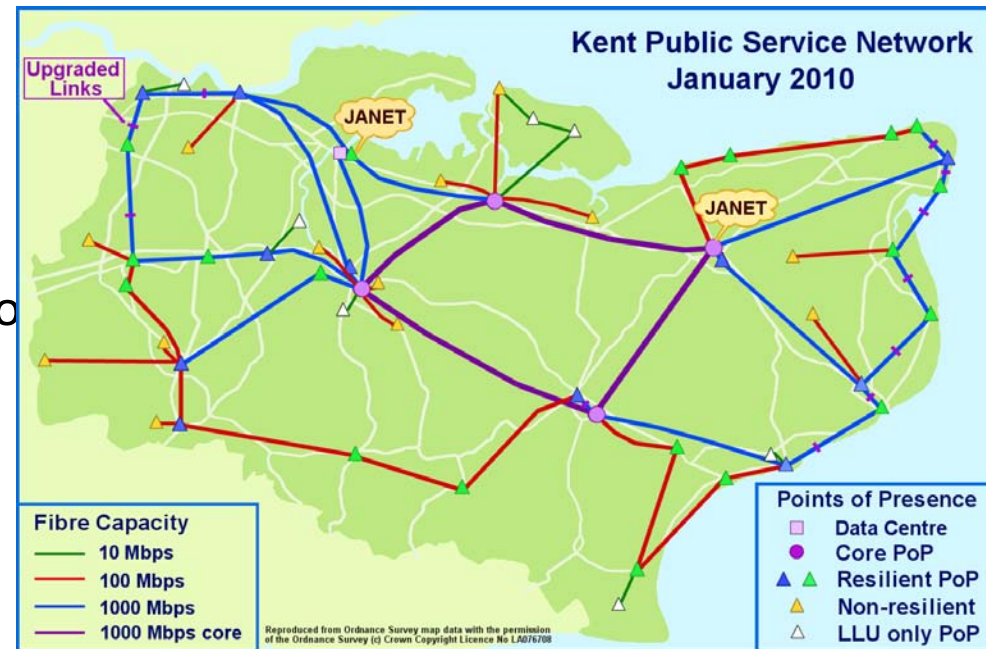 Kent Public Service Network
January 2010
Upgraded
Links
JANET
JANET
Fibre Capacity
10 Mbps
100 Mbps
1000 Mbps
1000 Mbps core
Reproduced from Ordnance Survey map data with the permission
of the Ordnance Survey (c) Crown Copyright Licence No LA076708
Points of Presence
Data Centre
Core PoP
Resilient PoP
Non-resilient
LLU only PoP